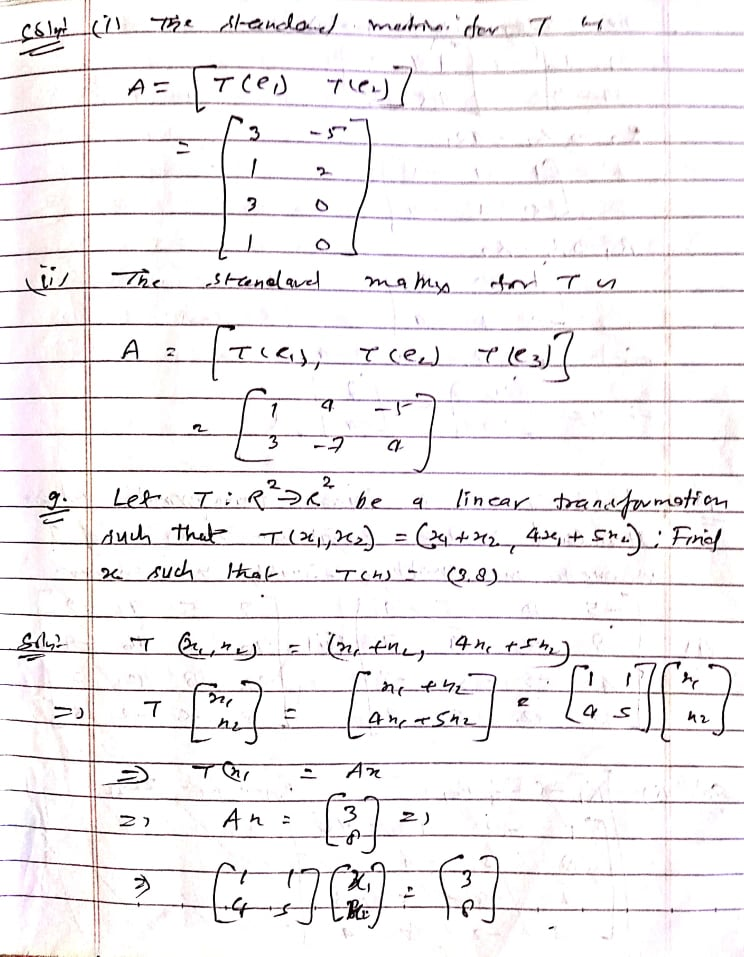 Solyⁿ (i) The standard matrix for T is
A = [T(e₁) T(e₂)]
= [3 -5
1 2
3 0
1 0]
(ii) The standard matrix for T is
A = [T(e₁), T(e₂) T(e₃)]
= [1 4 -5
3 -7 4]
9. Let T: R² → R² be a linear transformation
such that T(x₁, x₂) = (x₁ + x₂, 4x₁ + 5x₂); Find
x such that T(x) = (3.8)
Solyⁿ: T(x₁, x₂) = (x₁ + x₂, 4x₁ + 5x₂)
⇒ T [x₁ x₂] = [x₁ + x₂ 4x₁ + 5x₂] = [1 1 4 5] [x₁ x₂]
⇒ T(x) = Ax
⇒ Ax = [3 8] ⇒
⇒ [1 1 4 5] [x₁ x₂] = [3 8]